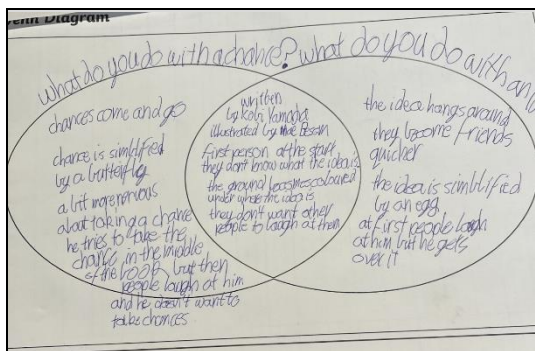 Venn Diagram
what do you do with a chance?
what do you do with an i
chances come and go
chance is simblified
by a butterfly
a bit more nervous
about taking a chance
he tries to take the
chance in the middle
of the book but then
people laugh at him
and he doesn't want to
take chances
written
by Kobi Yamada
illustrated by Mae Besom
first person at the start
they don't know what the idea is
the ground becomes coloured
under where the idea is
they don't want other
people to laugh at them
the idea hangs around
they become friends
quicker
the idea is simblified
by an egg
at first people laugh
at him but he gets
over it